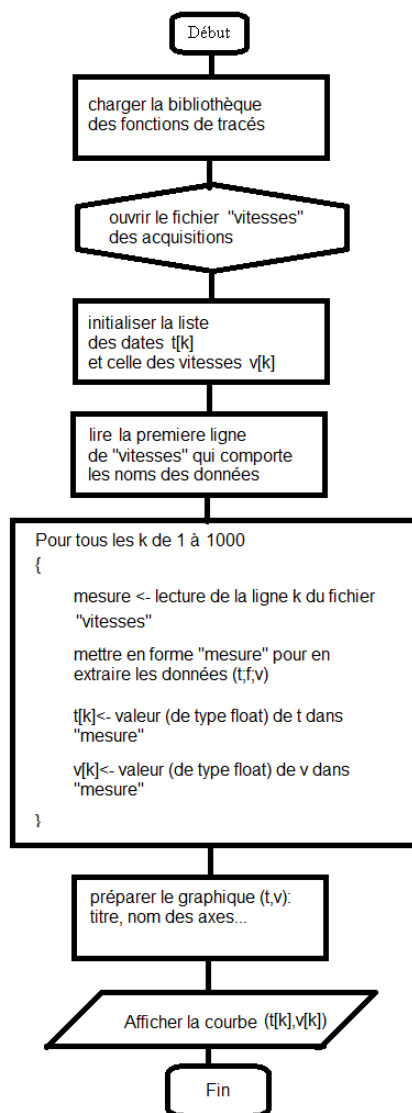 Début
charger la bibliothèque
des fonctions de tracés
ouvrir le fichier "vitesses"
des acquisitions
initialiser la liste
des dates t[k]
et celle des vitesses v[k]
lire la premiere ligne
de "vitesses" qui comporte
les noms des données
Pour tous les k de 1 à 1000
{
mesure <- lecture de la ligne k du fichier
"vitesses"
mettre en forme "mesure" pour en
extraire les données (t;f;v)
t[k]<- valeur (de type float) de t dans
"mesure"
v[k]<- valeur (de type float) de v dans
"mesure"
}
préparer le graphique (t,v):
titre, nom des axes...
Afficher la courbe (t[k],v[k])
Fin